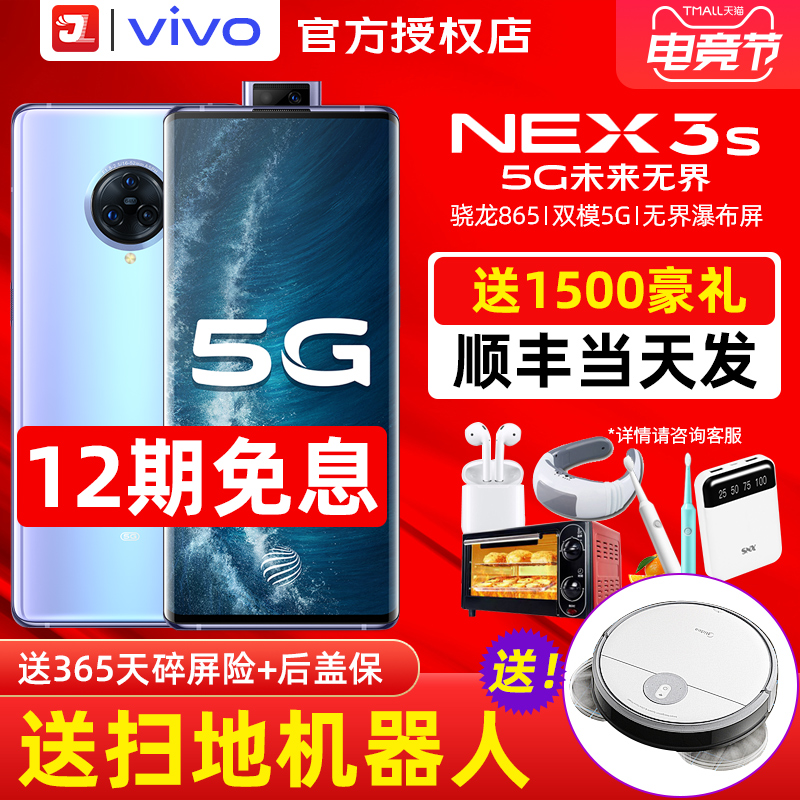 vivo 官方授权店
TMALL天猫
电竞节
NEX 3s
5G未来无界
骁龙865|双模5G|无界瀑布屏
送1500豪礼
顺丰当天发
*详情请咨询客服
5G
12期免息
25 50 75 100
SNX
送365天碎屏险+后盖保
送!
送扫地机器人